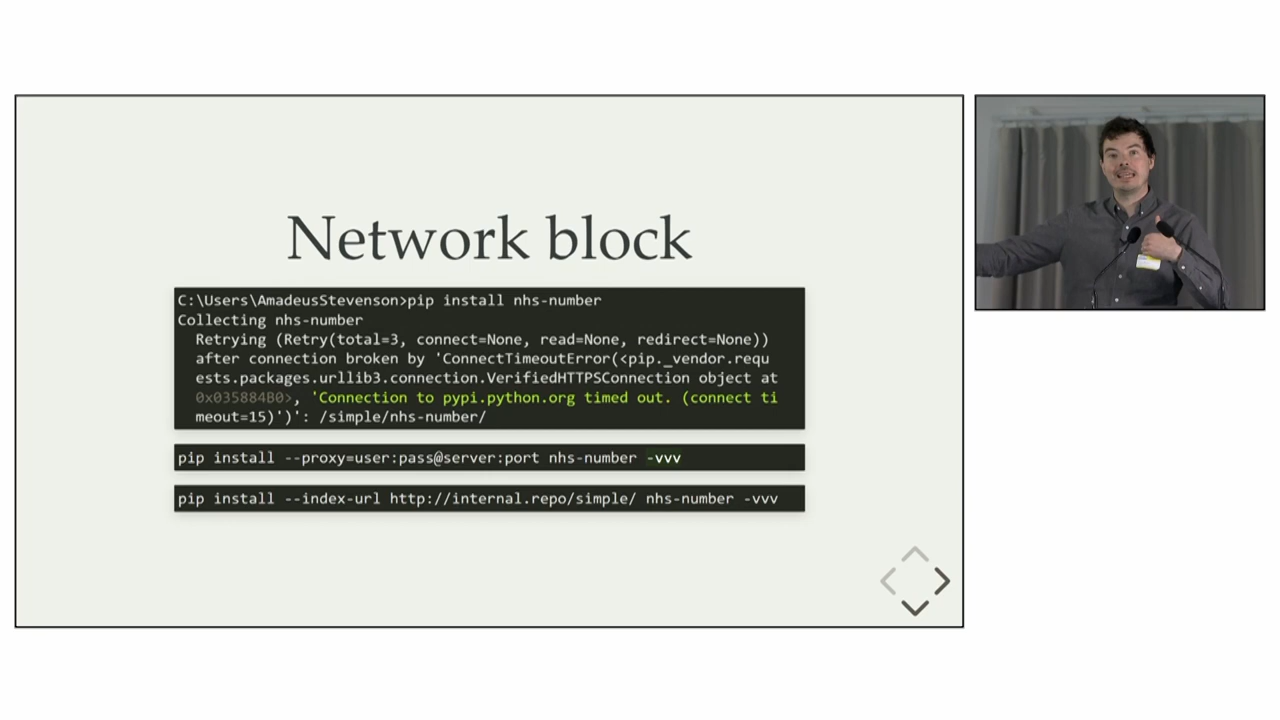 Network block
C:\Users\AmadeusStevenson>pip install nhs-number
Collecting nhs-number
Retrying (Retry(total=3, connect=None, read=None, redirect=None))
after connection broken by 'ConnectTimeoutError(<pip._vendor.requ
ests.packages.urllib3.connection.VerifiedHTTPSConnection object at
0x035884B0>, 'Connection to pypi.python.org timed out. (connect ti
meout=15)')': /simple/nhs-number/
pip install --proxy=user:pass@server:port nhs-number -vvv
pip install --index-url http://internal.repo/simple/ nhs-number -vvv